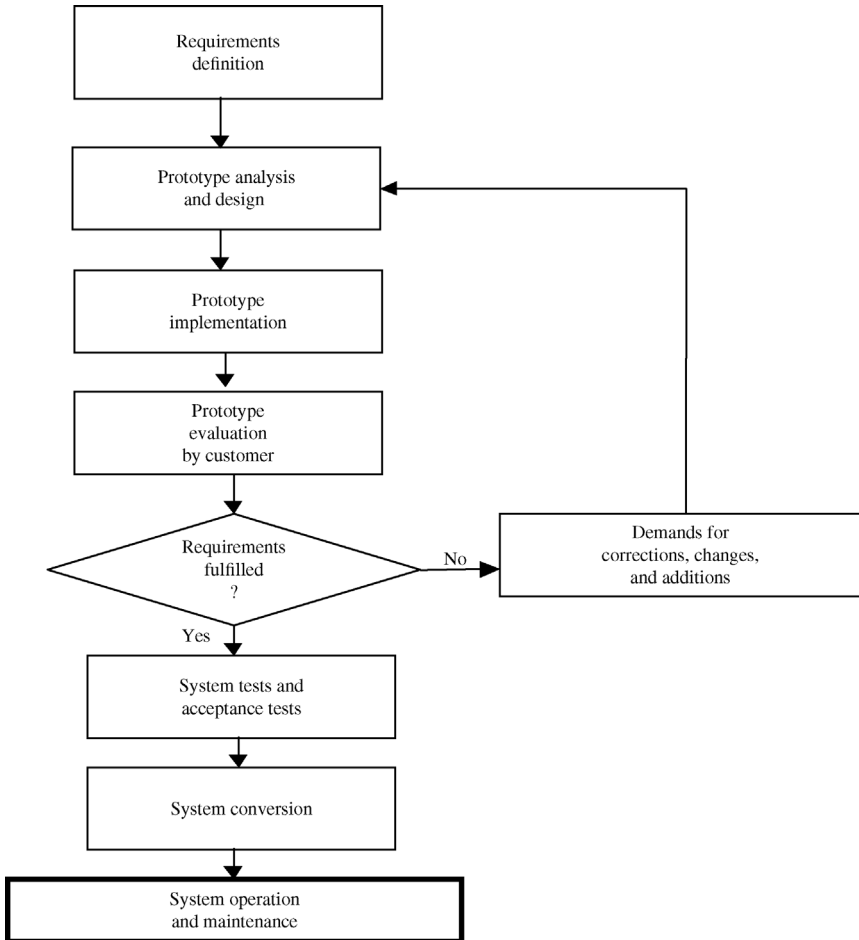 Requirements
definition
Prototype analysis
and design
Prototype
implementation
Prototype
evaluation
by customer
Requirements
fulfilled
?
No
Demands for
corrections, changes,
and additions
Yes
System tests and
acceptance tests
System conversion
System operation
and maintenance